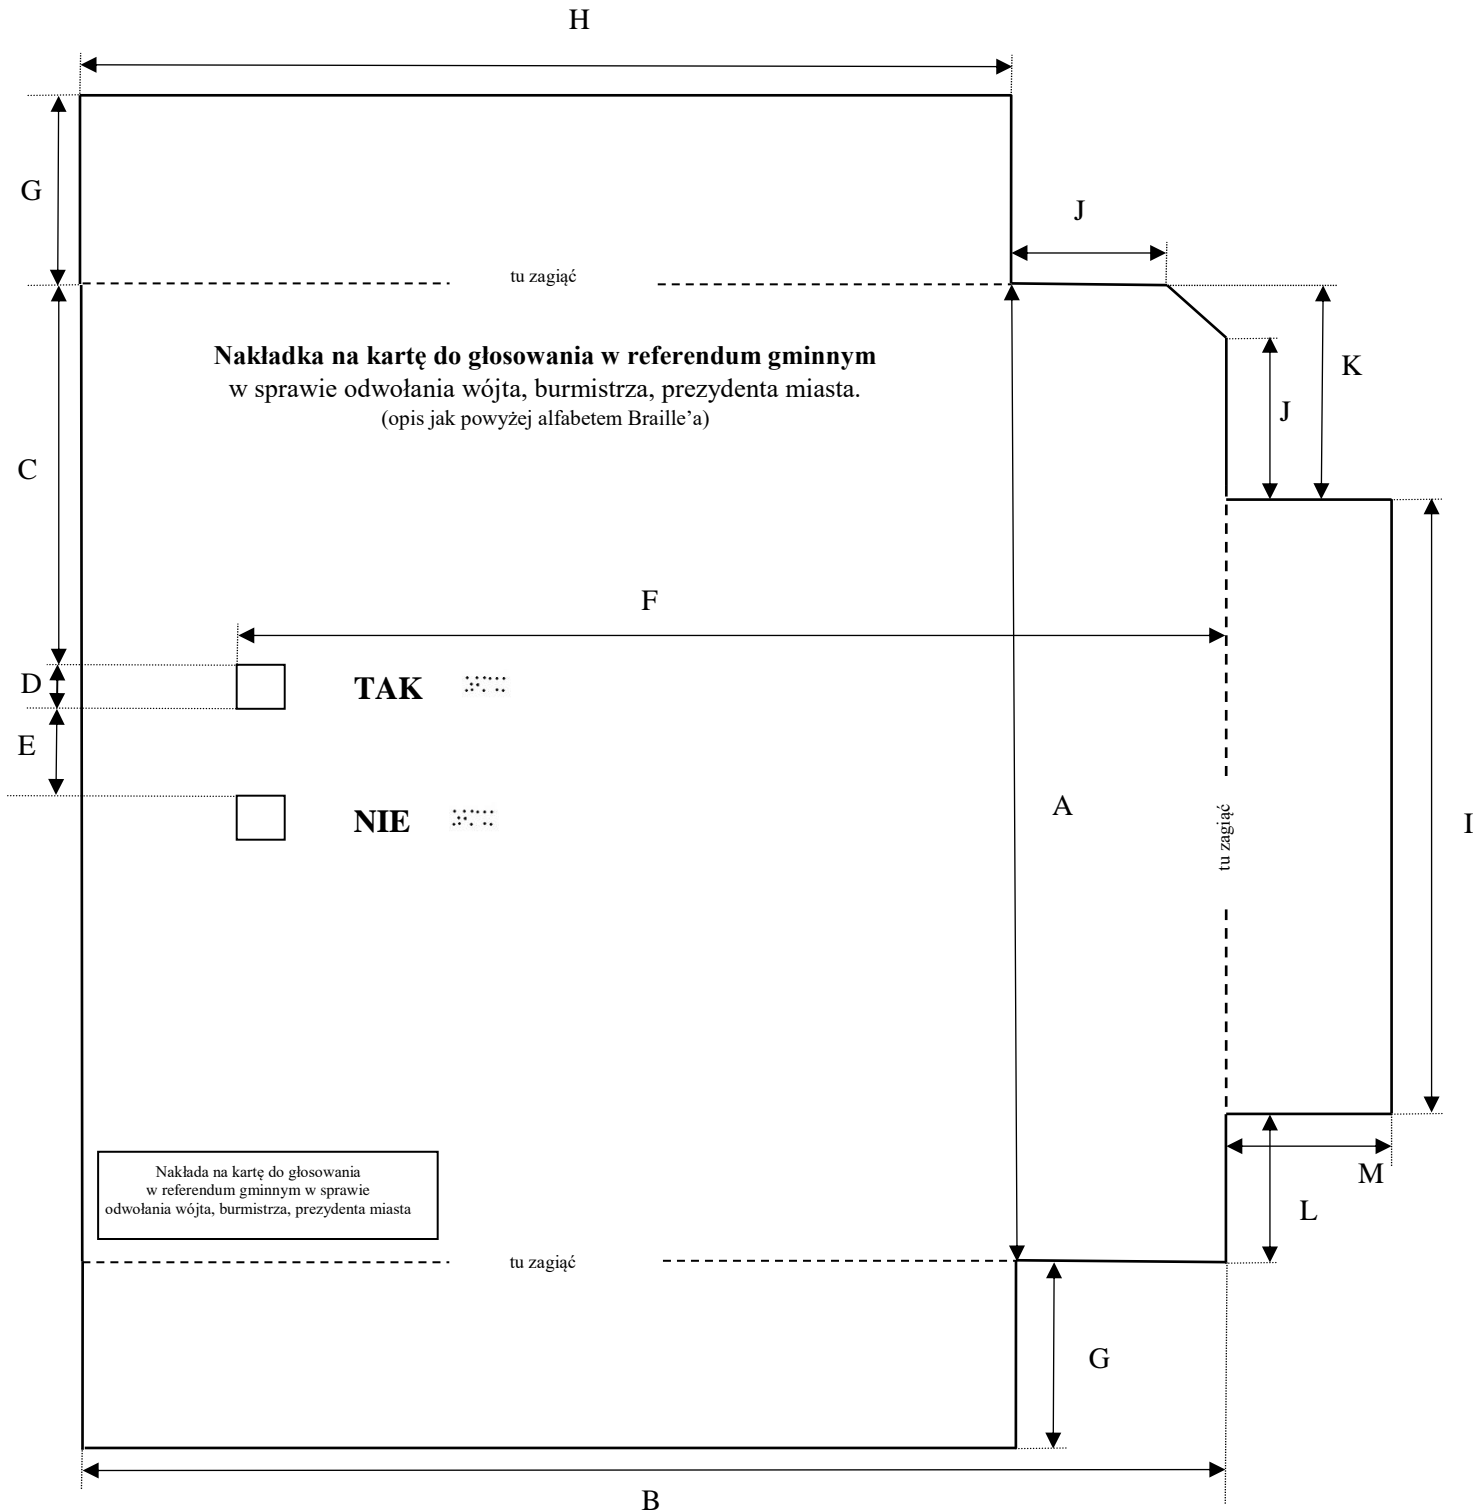 H
G
J
tu zagiąć
Nakładka na kartę do głosowania w referendum gminnym
w sprawie odwołania wójta, burmistrza, prezydenta miasta.
(opis jak powyżej alfabetem Braille’a)
K
J
C
F
D
TAK
E
NIE
A
tu zagiąć
I
Nakłada na kartę do głosowania
w referendum gminnym w sprawie
odwołania wójta, burmistrza, prezydenta miasta
M
L
tu zagiąć
G
B